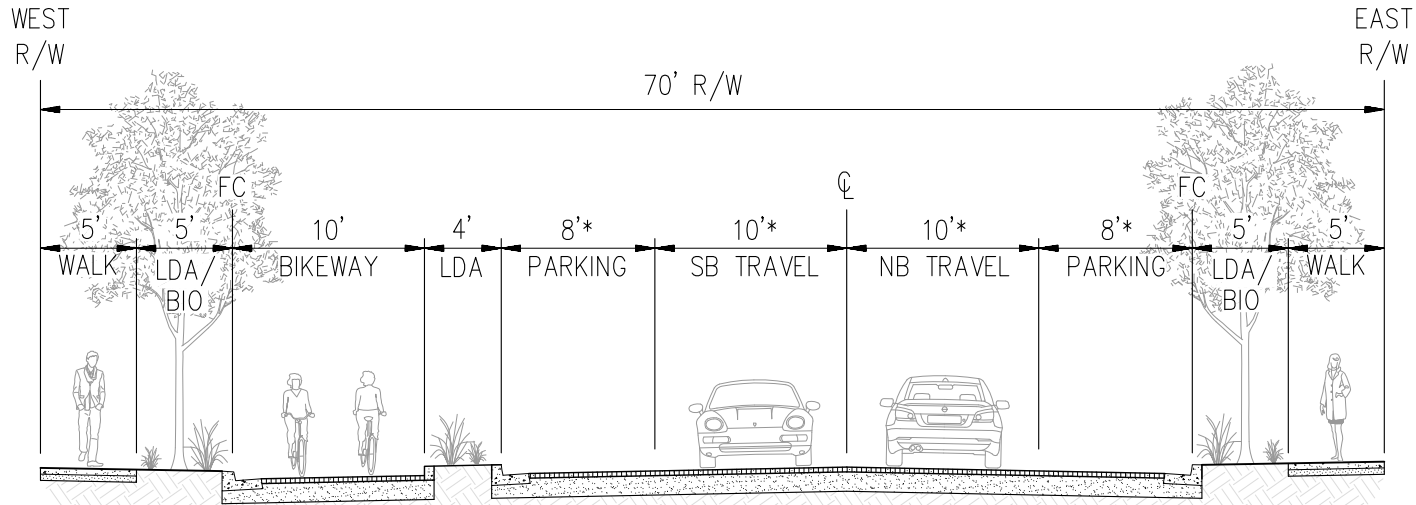 WEST
R/W
EAST
R/W
70' R/W
FC
℄
FC
5'
5'
10'
4'
8'*
10'*
10'*
8'*
5'
5'
WALK
LDA/
BIO
BIKEWAY
LDA
PARKING
SB TRAVEL
NB TRAVEL
PARKING
LDA/
BIO
WALK